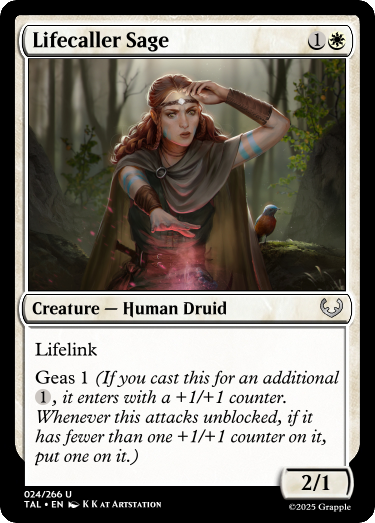 Lifecaller Sage 1
Creature — Human Druid
Lifelink
Geas 1 (If you cast this for an additional
1, it enters with a +1/+1 counter.
Whenever this attacks unblocked, if it
has fewer than one +1/+1 counter on it,
put one on it.)
2/1
024/266 U
TAL • EN K K at Artstation
©2025 Grapple